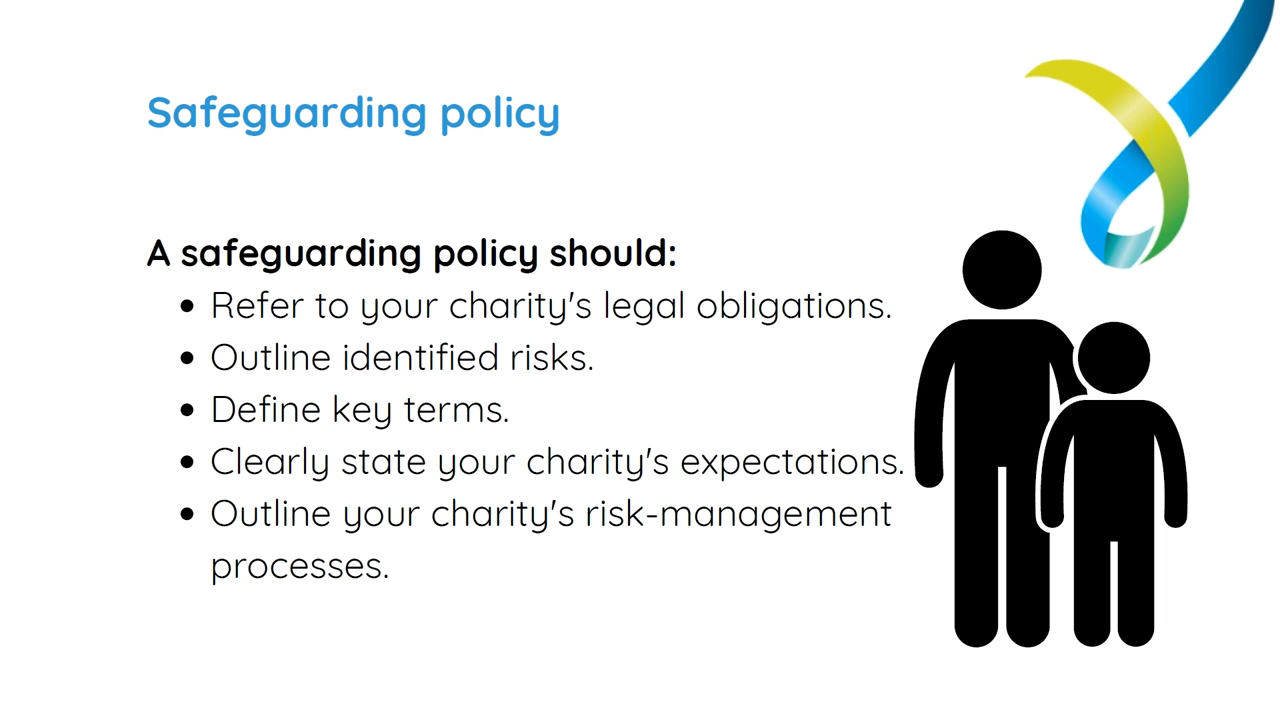 Safeguarding policy
A safeguarding policy should:
• Refer to your charity's legal obligations.
• Outline identified risks.
• Define key terms.
• Clearly state your charity's expectations.
• Outline your charity's risk-management
processes.